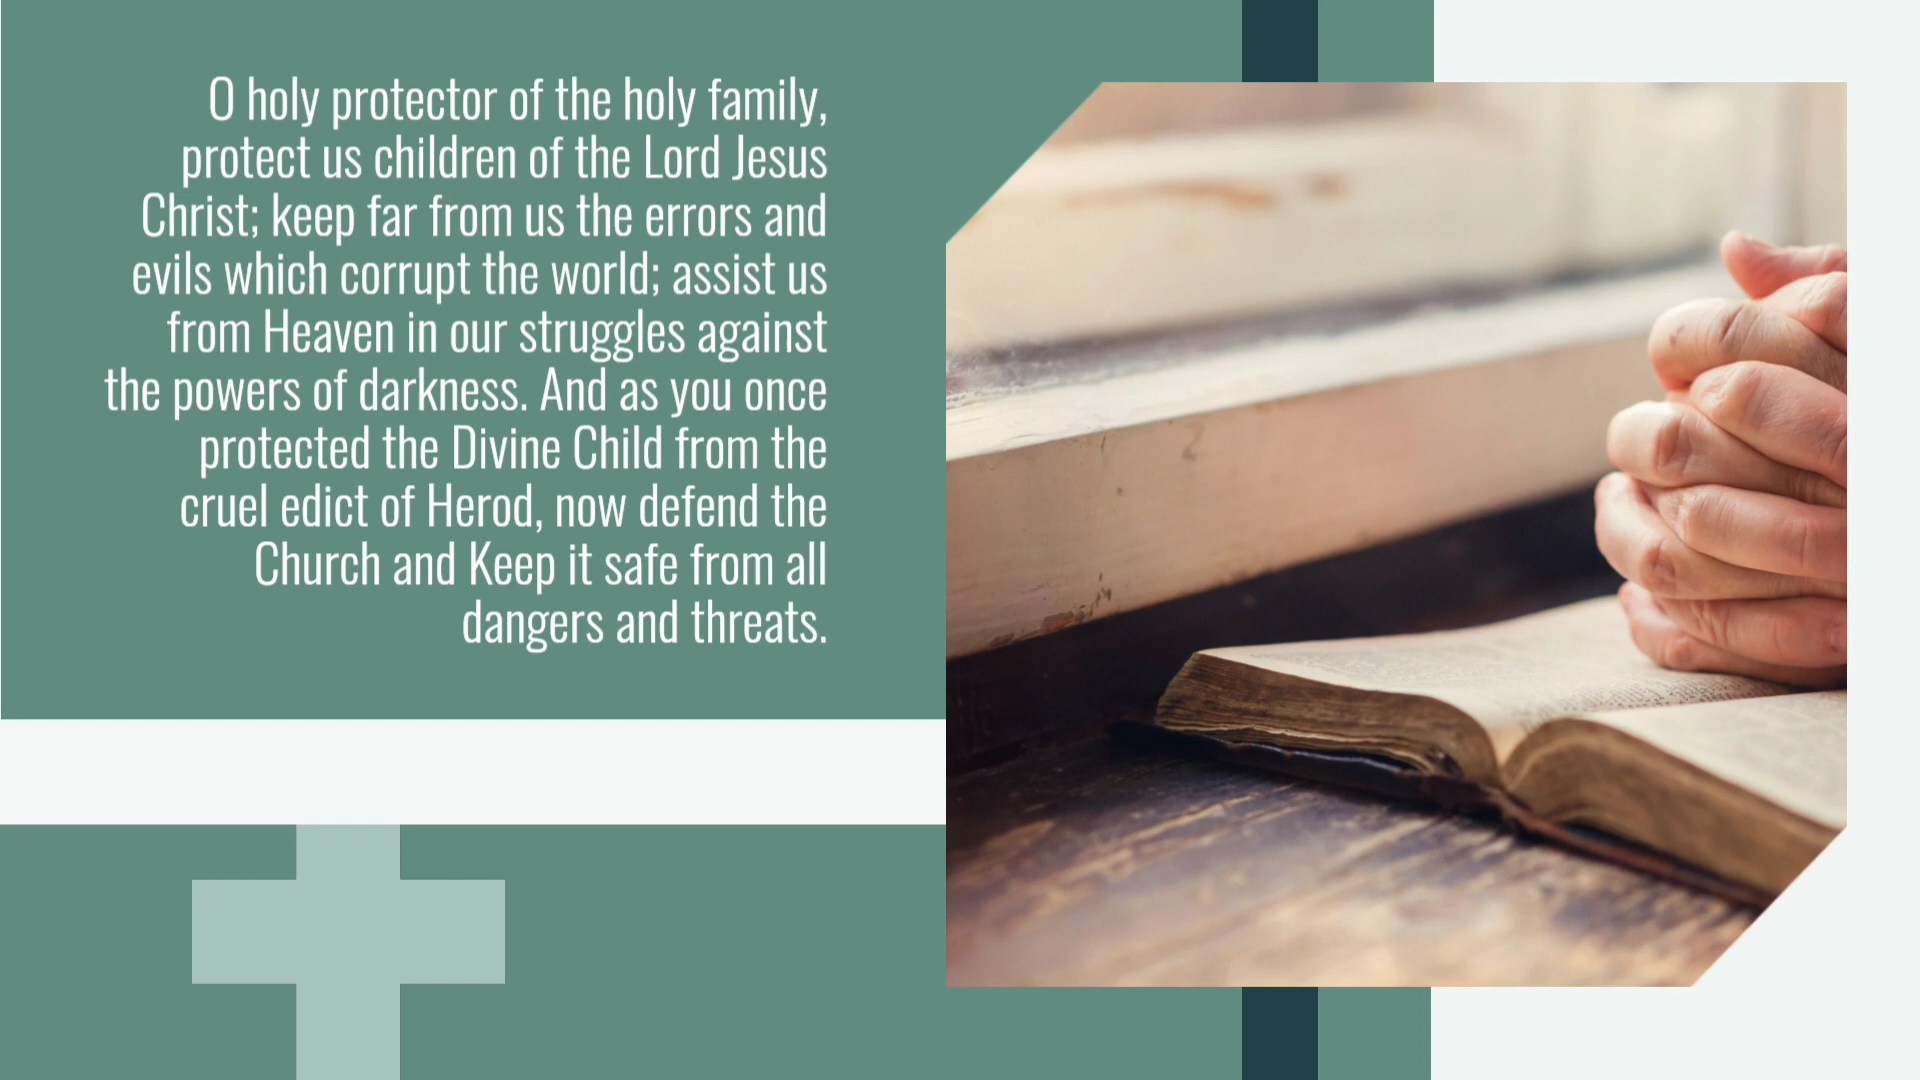 O holy protector of the holy family,
protect us children of the Lord Jesus
Christ; keep far from us the errors and
evils which corrupt the world; assist us
from Heaven in our struggles against
the powers of darkness. And as you once
protected the Divine Child from the
cruel edict of Herod, now defend the
Church and Keep it safe from all
dangers and threats.